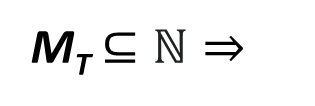 M_T ⊆ ℕ ⇒